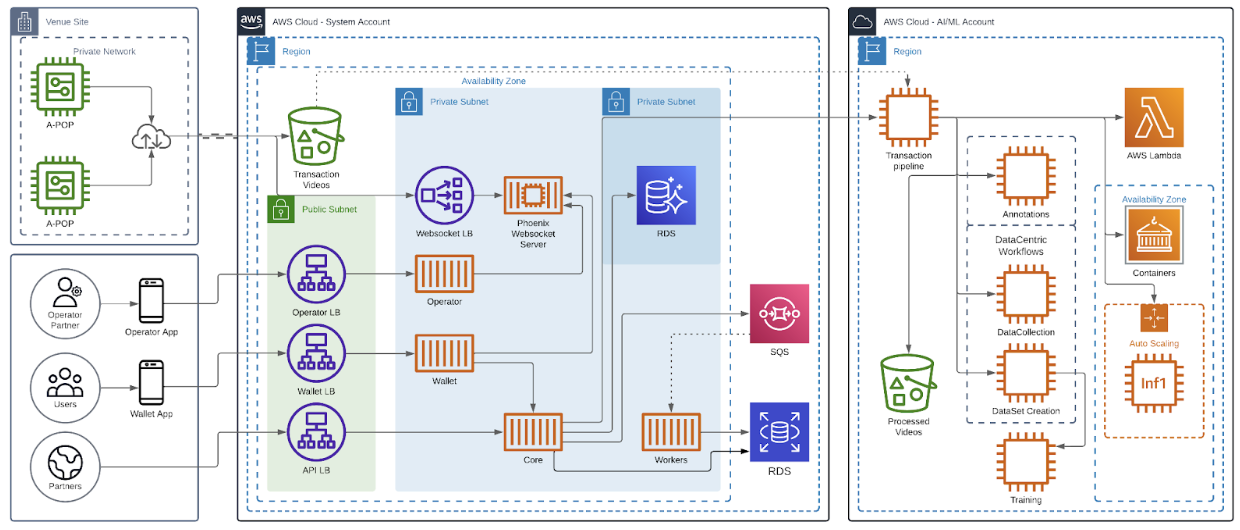 Venue Site
Private Network
A-POP
A-POP
Operator
Partner
Operator App
Users
Wallet App
Partners
aws
AWS Cloud - System Account
Region
Availability Zone
Transaction
Videos
Public Subnet
Operator LB
Wallet LB
API LB
Private Subnet
Websocket LB
Phoenix
Websocket
Server
Operator
Wallet
Core
Workers
Private Subnet
RDS
SQS
RDS
AWS Cloud - AI/ML Account
Region
Transaction
pipeline
AWS Lambda
Annotations
DataCentric
Workflows
DataCollection
DataSet Creation
Training
Processed
Videos
Availability Zone
Containers
Auto Scaling
Inf1